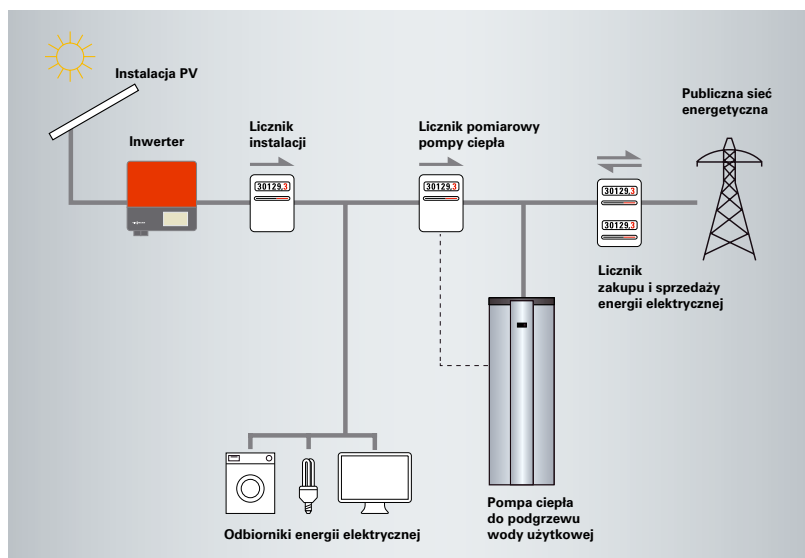 Instalacja PV
Publiczna sieć
energetyczna
Inwerter
Licznik
instalacji
Licznik pomiarowy
pompy ciepła
30129,3
30129,3
30129,3
30129,3
Licznik
zakupu i sprzedaży
energii elektrycznej
Odbiorniki energii elektrycznej
Pompa ciepła
do podgrzewu
wody użytkowej